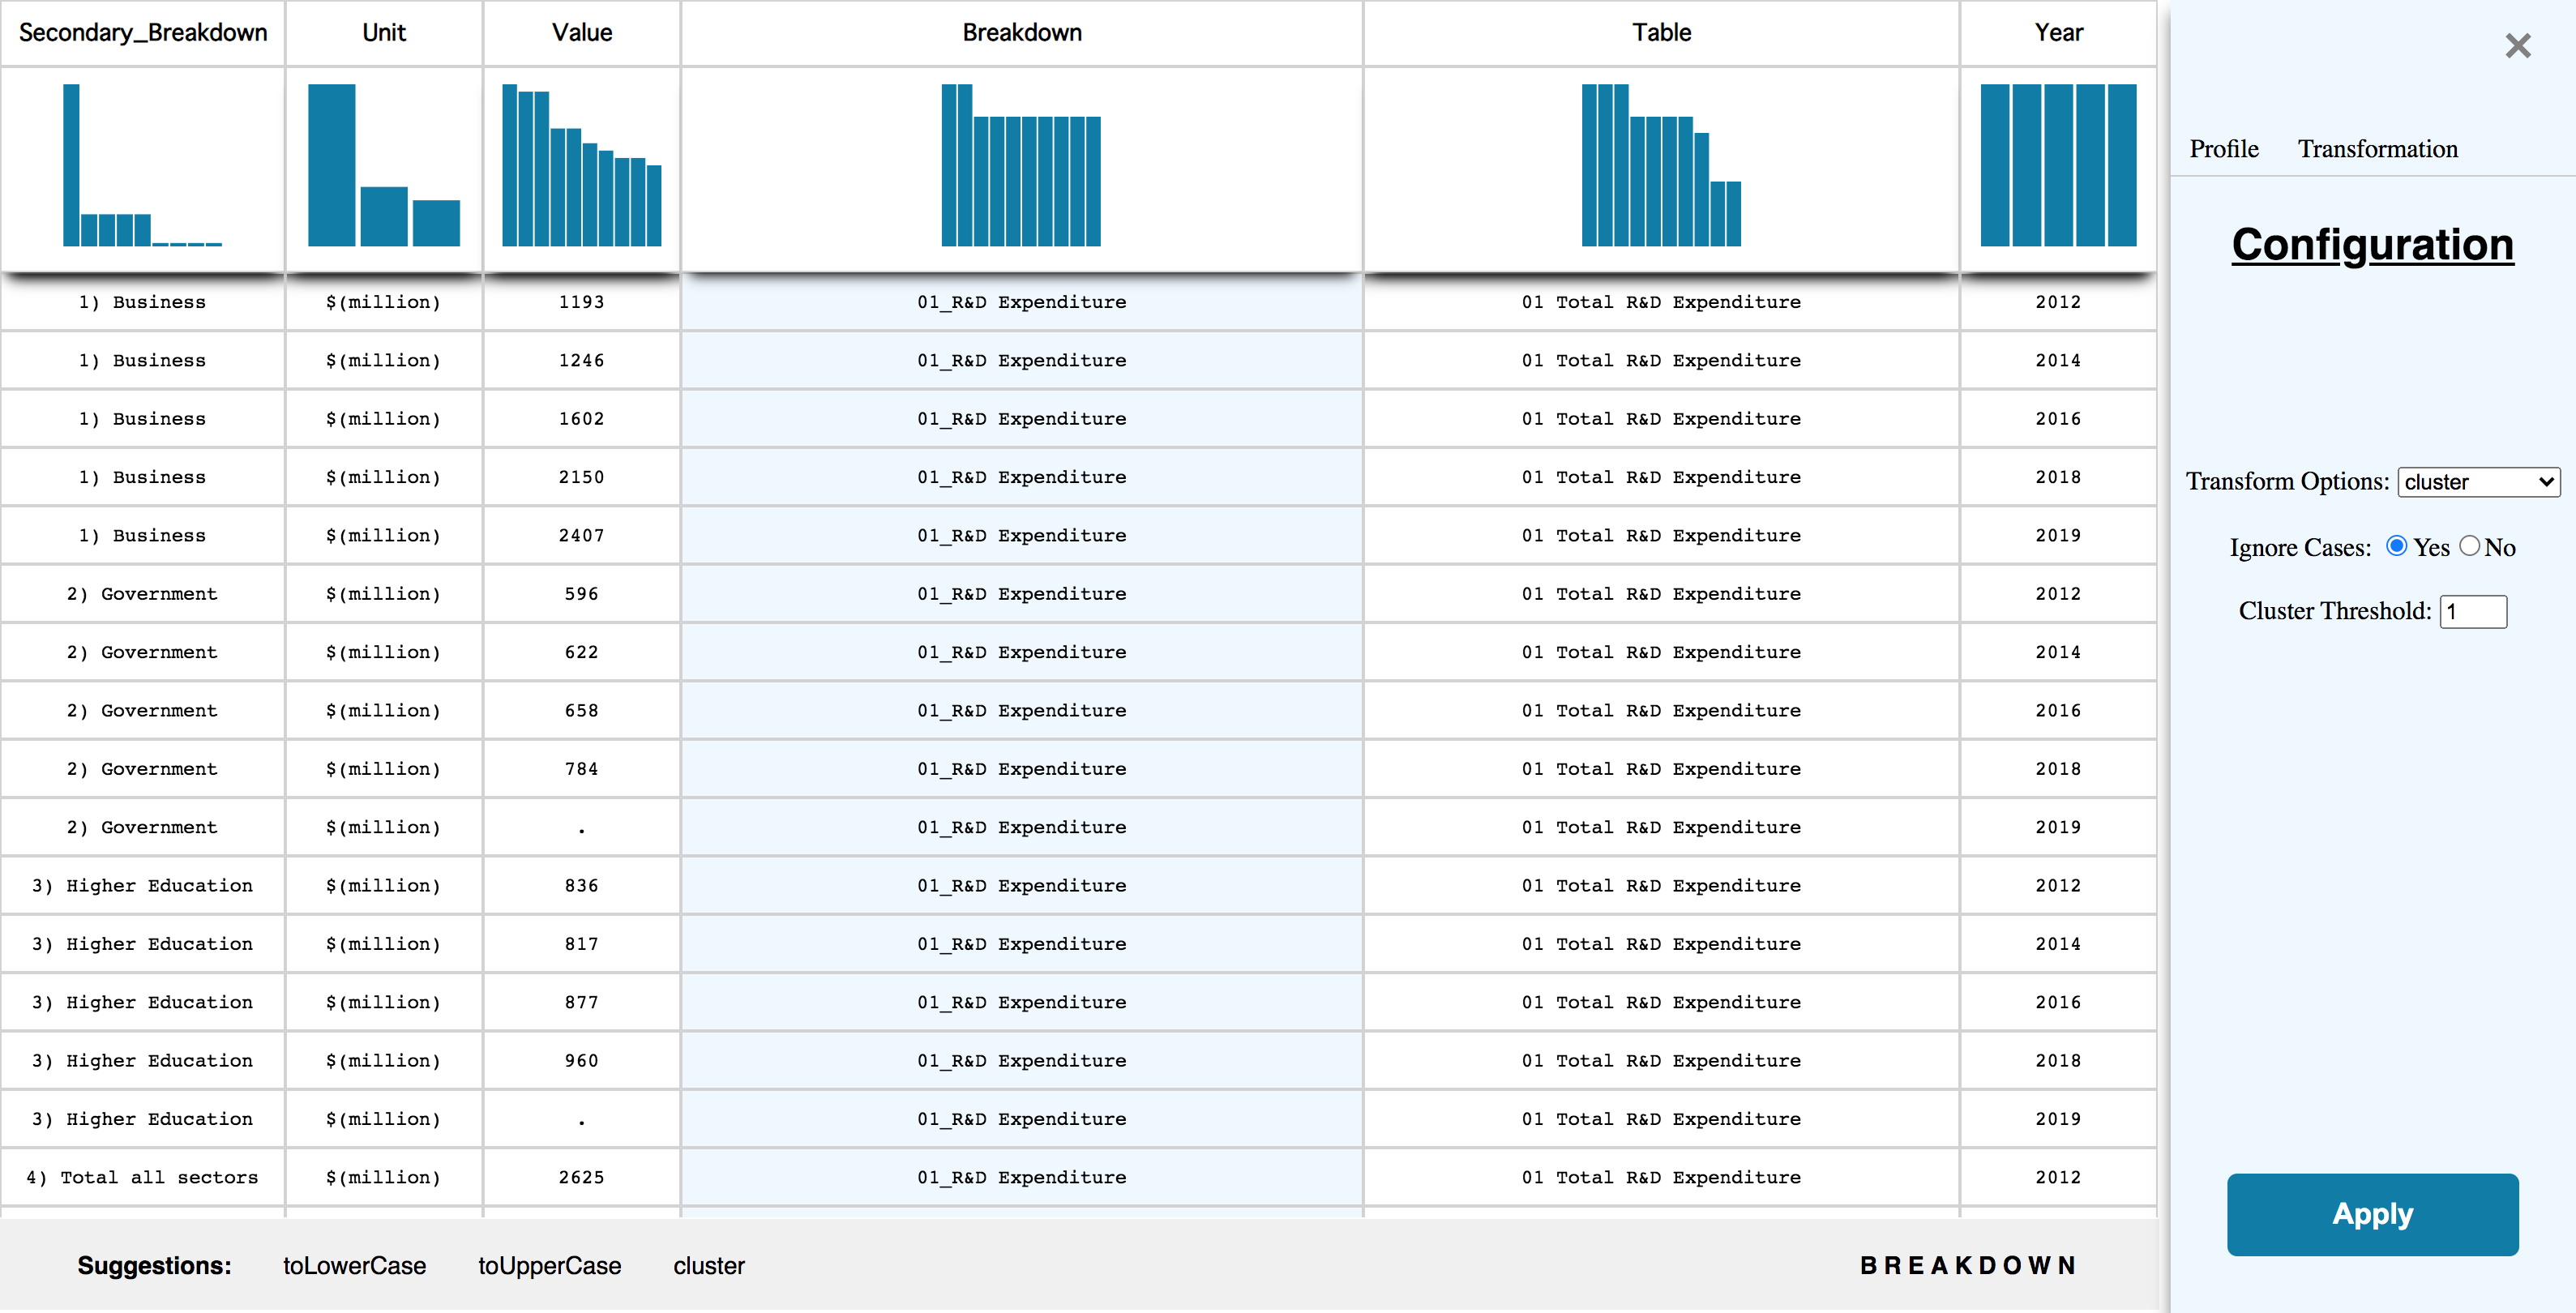 Secondary_Breakdown Unit Value Breakdown Table Year
1) Business $(million) 1193 01_R&D Expenditure 01 Total R&D Expenditure 2012
1) Business $(million) 1246 01_R&D Expenditure 01 Total R&D Expenditure 2014
1) Business $(million) 1602 01_R&D Expenditure 01 Total R&D Expenditure 2016
1) Business $(million) 2150 01_R&D Expenditure 01 Total R&D Expenditure 2018
1) Business $(million) 2407 01_R&D Expenditure 01 Total R&D Expenditure 2019
2) Government $(million) 596 01_R&D Expenditure 01 Total R&D Expenditure 2012
2) Government $(million) 622 01_R&D Expenditure 01 Total R&D Expenditure 2014
2) Government $(million) 658 01_R&D Expenditure 01 Total R&D Expenditure 2016
2) Government $(million) 784 01_R&D Expenditure 01 Total R&D Expenditure 2018
2) Government $(million) . 01_R&D Expenditure 01 Total R&D Expenditure 2019
3) Higher Education $(million) 836 01_R&D Expenditure 01 Total R&D Expenditure 2012
3) Higher Education $(million) 817 01_R&D Expenditure 01 Total R&D Expenditure 2014
3) Higher Education $(million) 877 01_R&D Expenditure 01 Total R&D Expenditure 2016
3) Higher Education $(million) 960 01_R&D Expenditure 01 Total R&D Expenditure 2018
3) Higher Education $(million) . 01_R&D Expenditure 01 Total R&D Expenditure 2019
4) Total all sectors $(million) 2625 01_R&D Expenditure 01 Total R&D Expenditure 2012
Suggestions: toLowerCase toUpperCase cluster BREAKDOWN
×
Profile Transformation
Configuration
Transform Options: cluster
Ignore Cases: Yes No
Cluster Threshold: 1
Apply